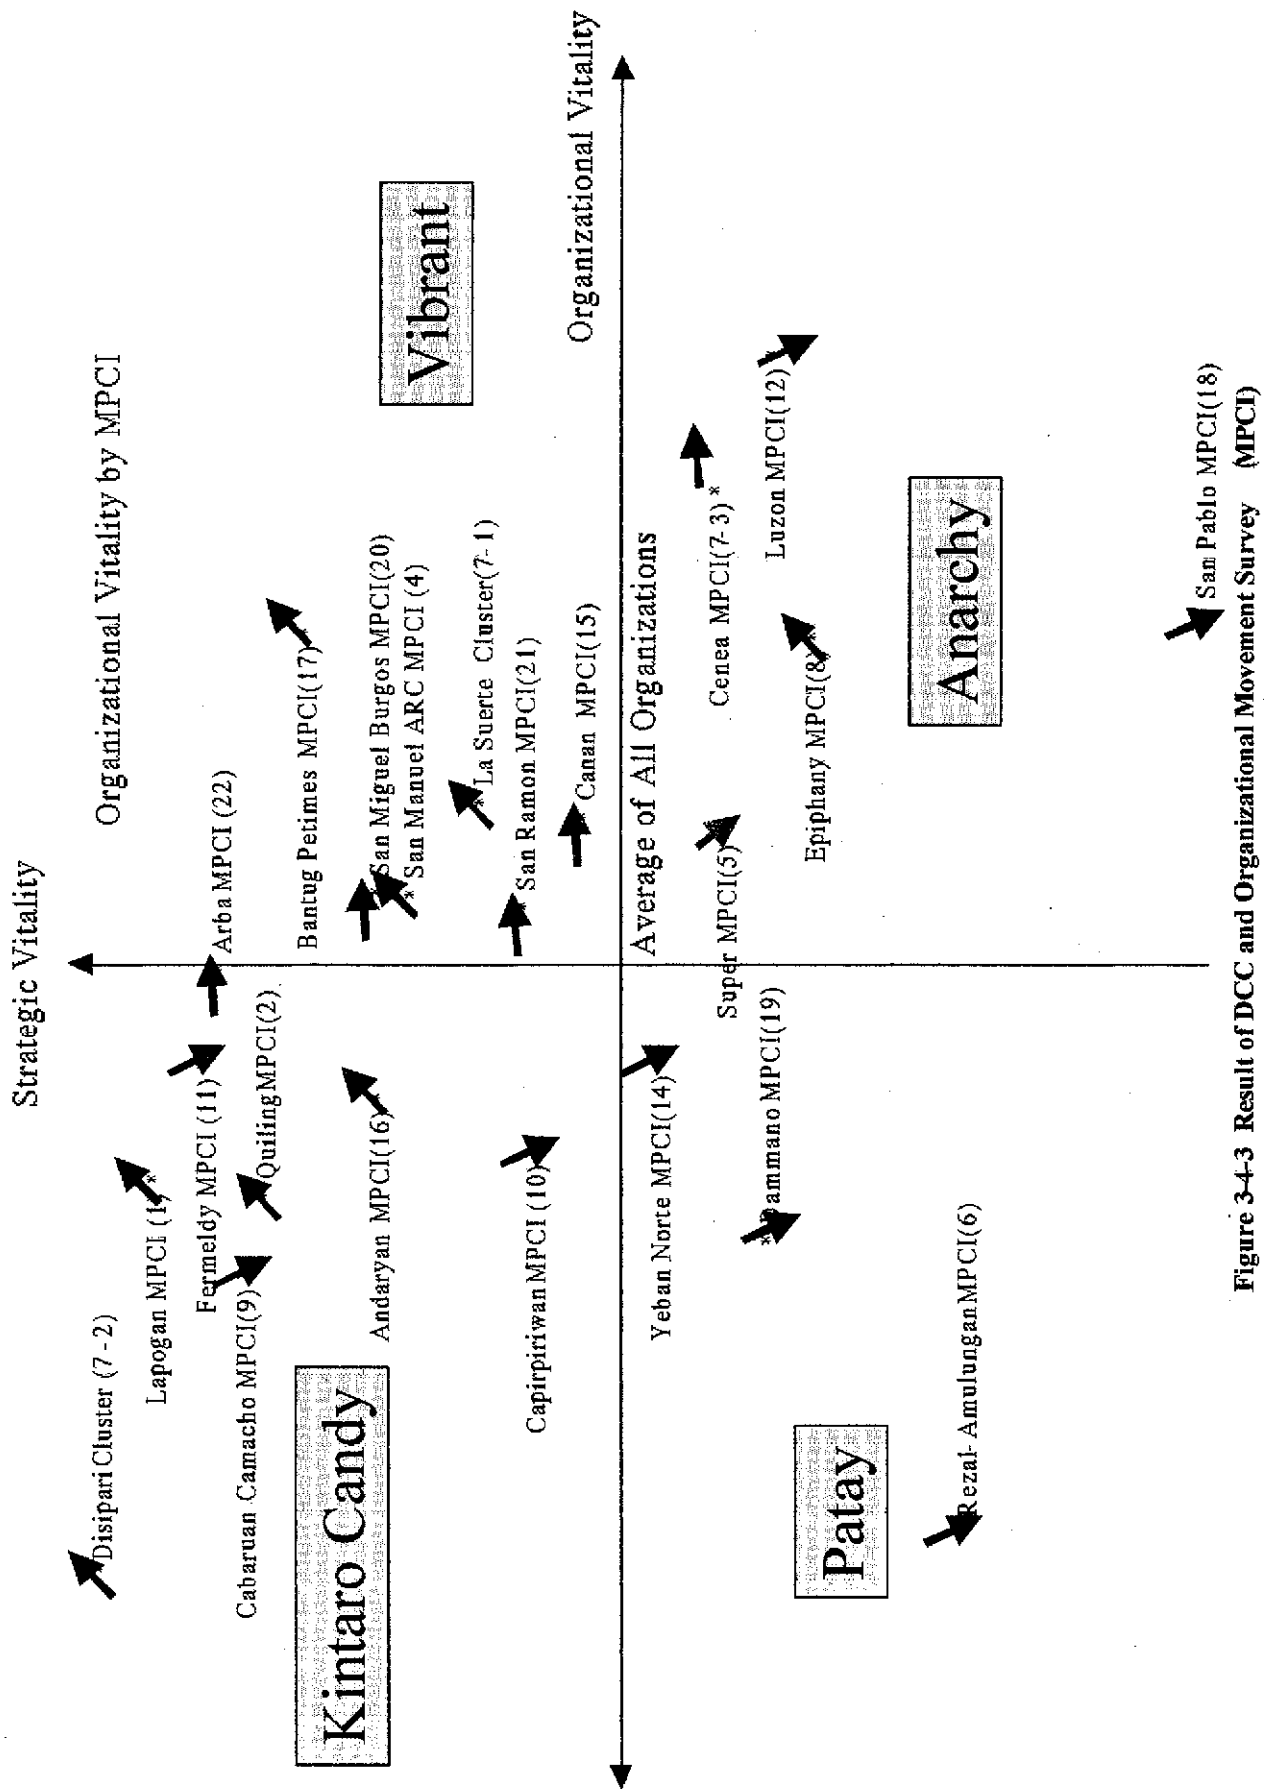 Strategic Vitality
Organizational Vitality by MPCI
Disipari Cluster (7-2)
Lapogan MPCI (1) *
Fermeldy MPCI (11)
Arba MPCI (22)
Cabaruan Camacho MPCI(9)
Quiling MPCI(2)
Bantug Petimes MPCI(17)
Kintaro Candy
Andaryan MPCI(16)
* San Miguel Burgos MPCI(20)
* San Manuel ARC MPCI (4)
Vibrant
* La Suerte Cluster(7-1)
Capirpiriwan MPCI (10)
* San Ramon MPCI(21)
* Canan MPCI(15)
Organizational Vitality
Average of All Organizations
Yeban Norte MPCI(14)
Super MPCI(5)
Cenea MPCI(7-3) *
Luzon MPCI(12) *
* Dammano MPCI(19)
Epiphany MPCI(8) *
Patay
Anarchy
Rezal- Amulungan MPCI(6)
San Pablo MPCI(18)
Figure 3-4-3 Result of DCC and Organizational Movement Survey (MPCI)